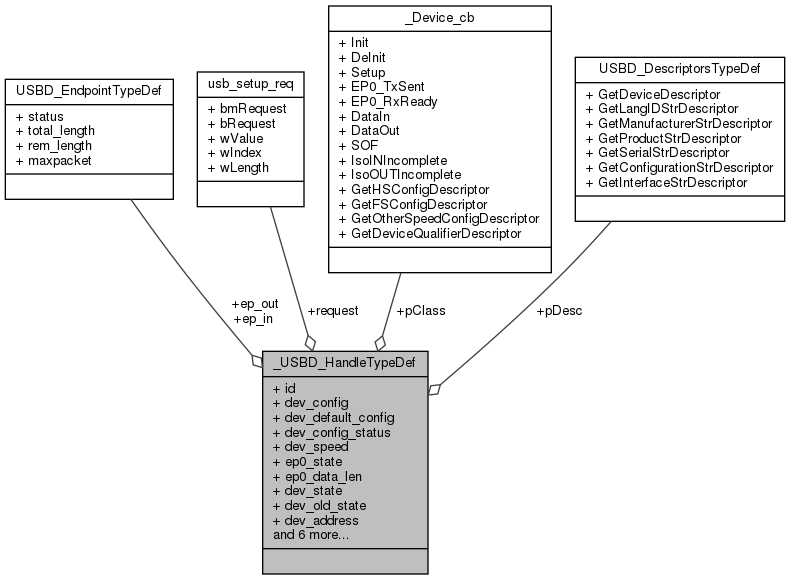 USBD_EndpointTypeDef
+ status
+ total_length
+ rem_length
+ maxpacket
usb_setup_req
+ bmRequest
+ bRequest
+ wValue
+ wIndex
+ wLength
_Device_cb
+ Init
+ DeInit
+ Setup
+ EP0_TxSent
+ EP0_RxReady
+ DataIn
+ DataOut
+ SOF
+ IsoINIncomplete
+ IsoOUTIncomplete
+ GetHSConfigDescriptor
+ GetFSConfigDescriptor
+ GetOtherSpeedConfigDescriptor
+ GetDeviceQualifierDescriptor
USBD_DescriptorsTypeDef
+ GetDeviceDescriptor
+ GetLangIDStrDescriptor
+ GetManufacturerStrDescriptor
+ GetProductStrDescriptor
+ GetSerialStrDescriptor
+ GetConfigurationStrDescriptor
+ GetInterfaceStrDescriptor
+ep_out
+ep_in
+request
+pClass
+pDesc
_USBD_HandleTypeDef
+ id
+ dev_config
+ dev_default_config
+ dev_config_status
+ dev_speed
+ ep0_state
+ ep0_data_len
+ dev_state
+ dev_old_state
+ dev_address
and 6 more...